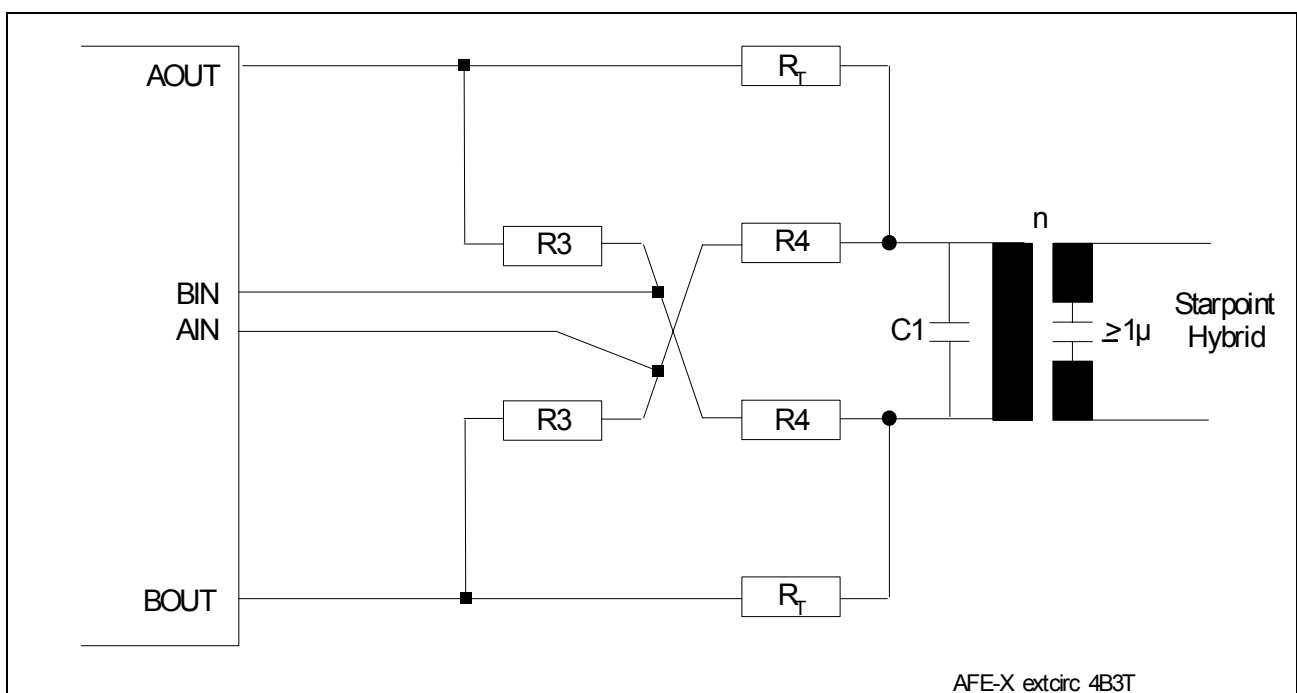 AOUT
R_T
R3
R4
n
BIN
AIN
C1
≥1µ
Starpoint
Hybrid
R3
R4
BOUT
R_T
AFE-X extcirc 4B3T